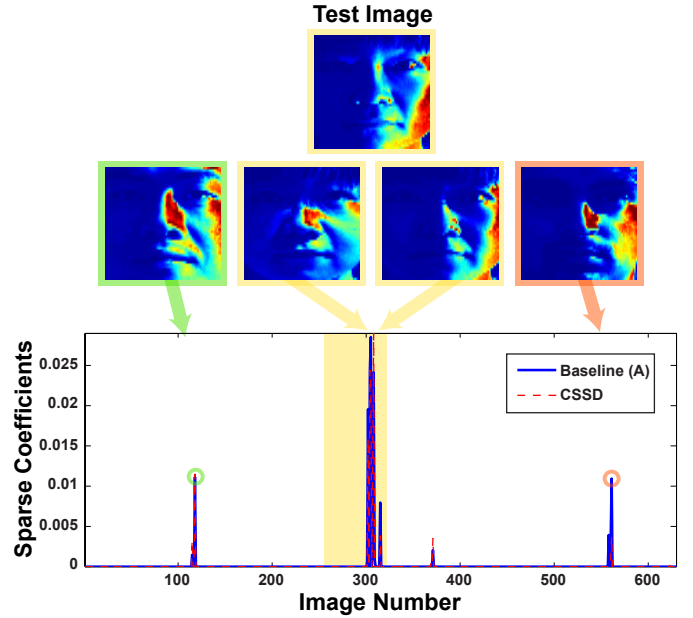 Test Image
Sparse Coefficients
0.025
0.02
0.015
0.01
0.005
0
Baseline (A)
CSSD
100 200 300 400 500 600
Image Number